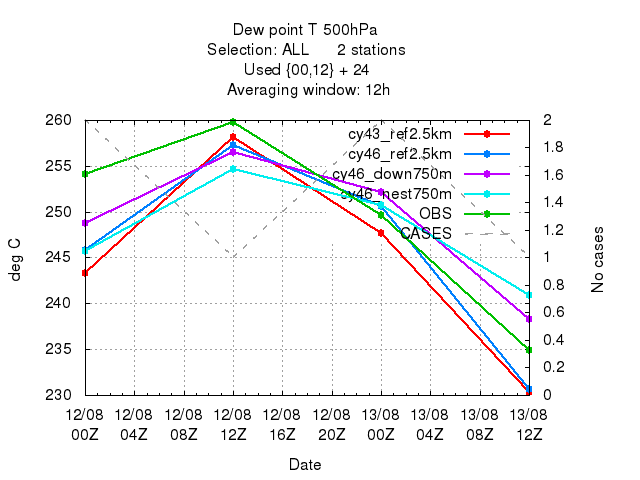 Dew point T 500hPa
Selection: ALL 2 stations
Used {00,12} + 24
Averaging window: 12h
260
255
250
245
240
235
230
deg C
2
1.8
1.6
1.4
1.2
1
0.8
0.6
0.4
0.2
0
No cases
cy43_ref2.5km
cy46_ref2.5km
cy46_down750m
cy46_nest750m
OBS
CASES
12/08 12/08 12/08 12/08 12/08 12/08 13/08 13/08 13/08 13/08
00Z 04Z 08Z 12Z 16Z 20Z 00Z 04Z 08Z 12Z
Date